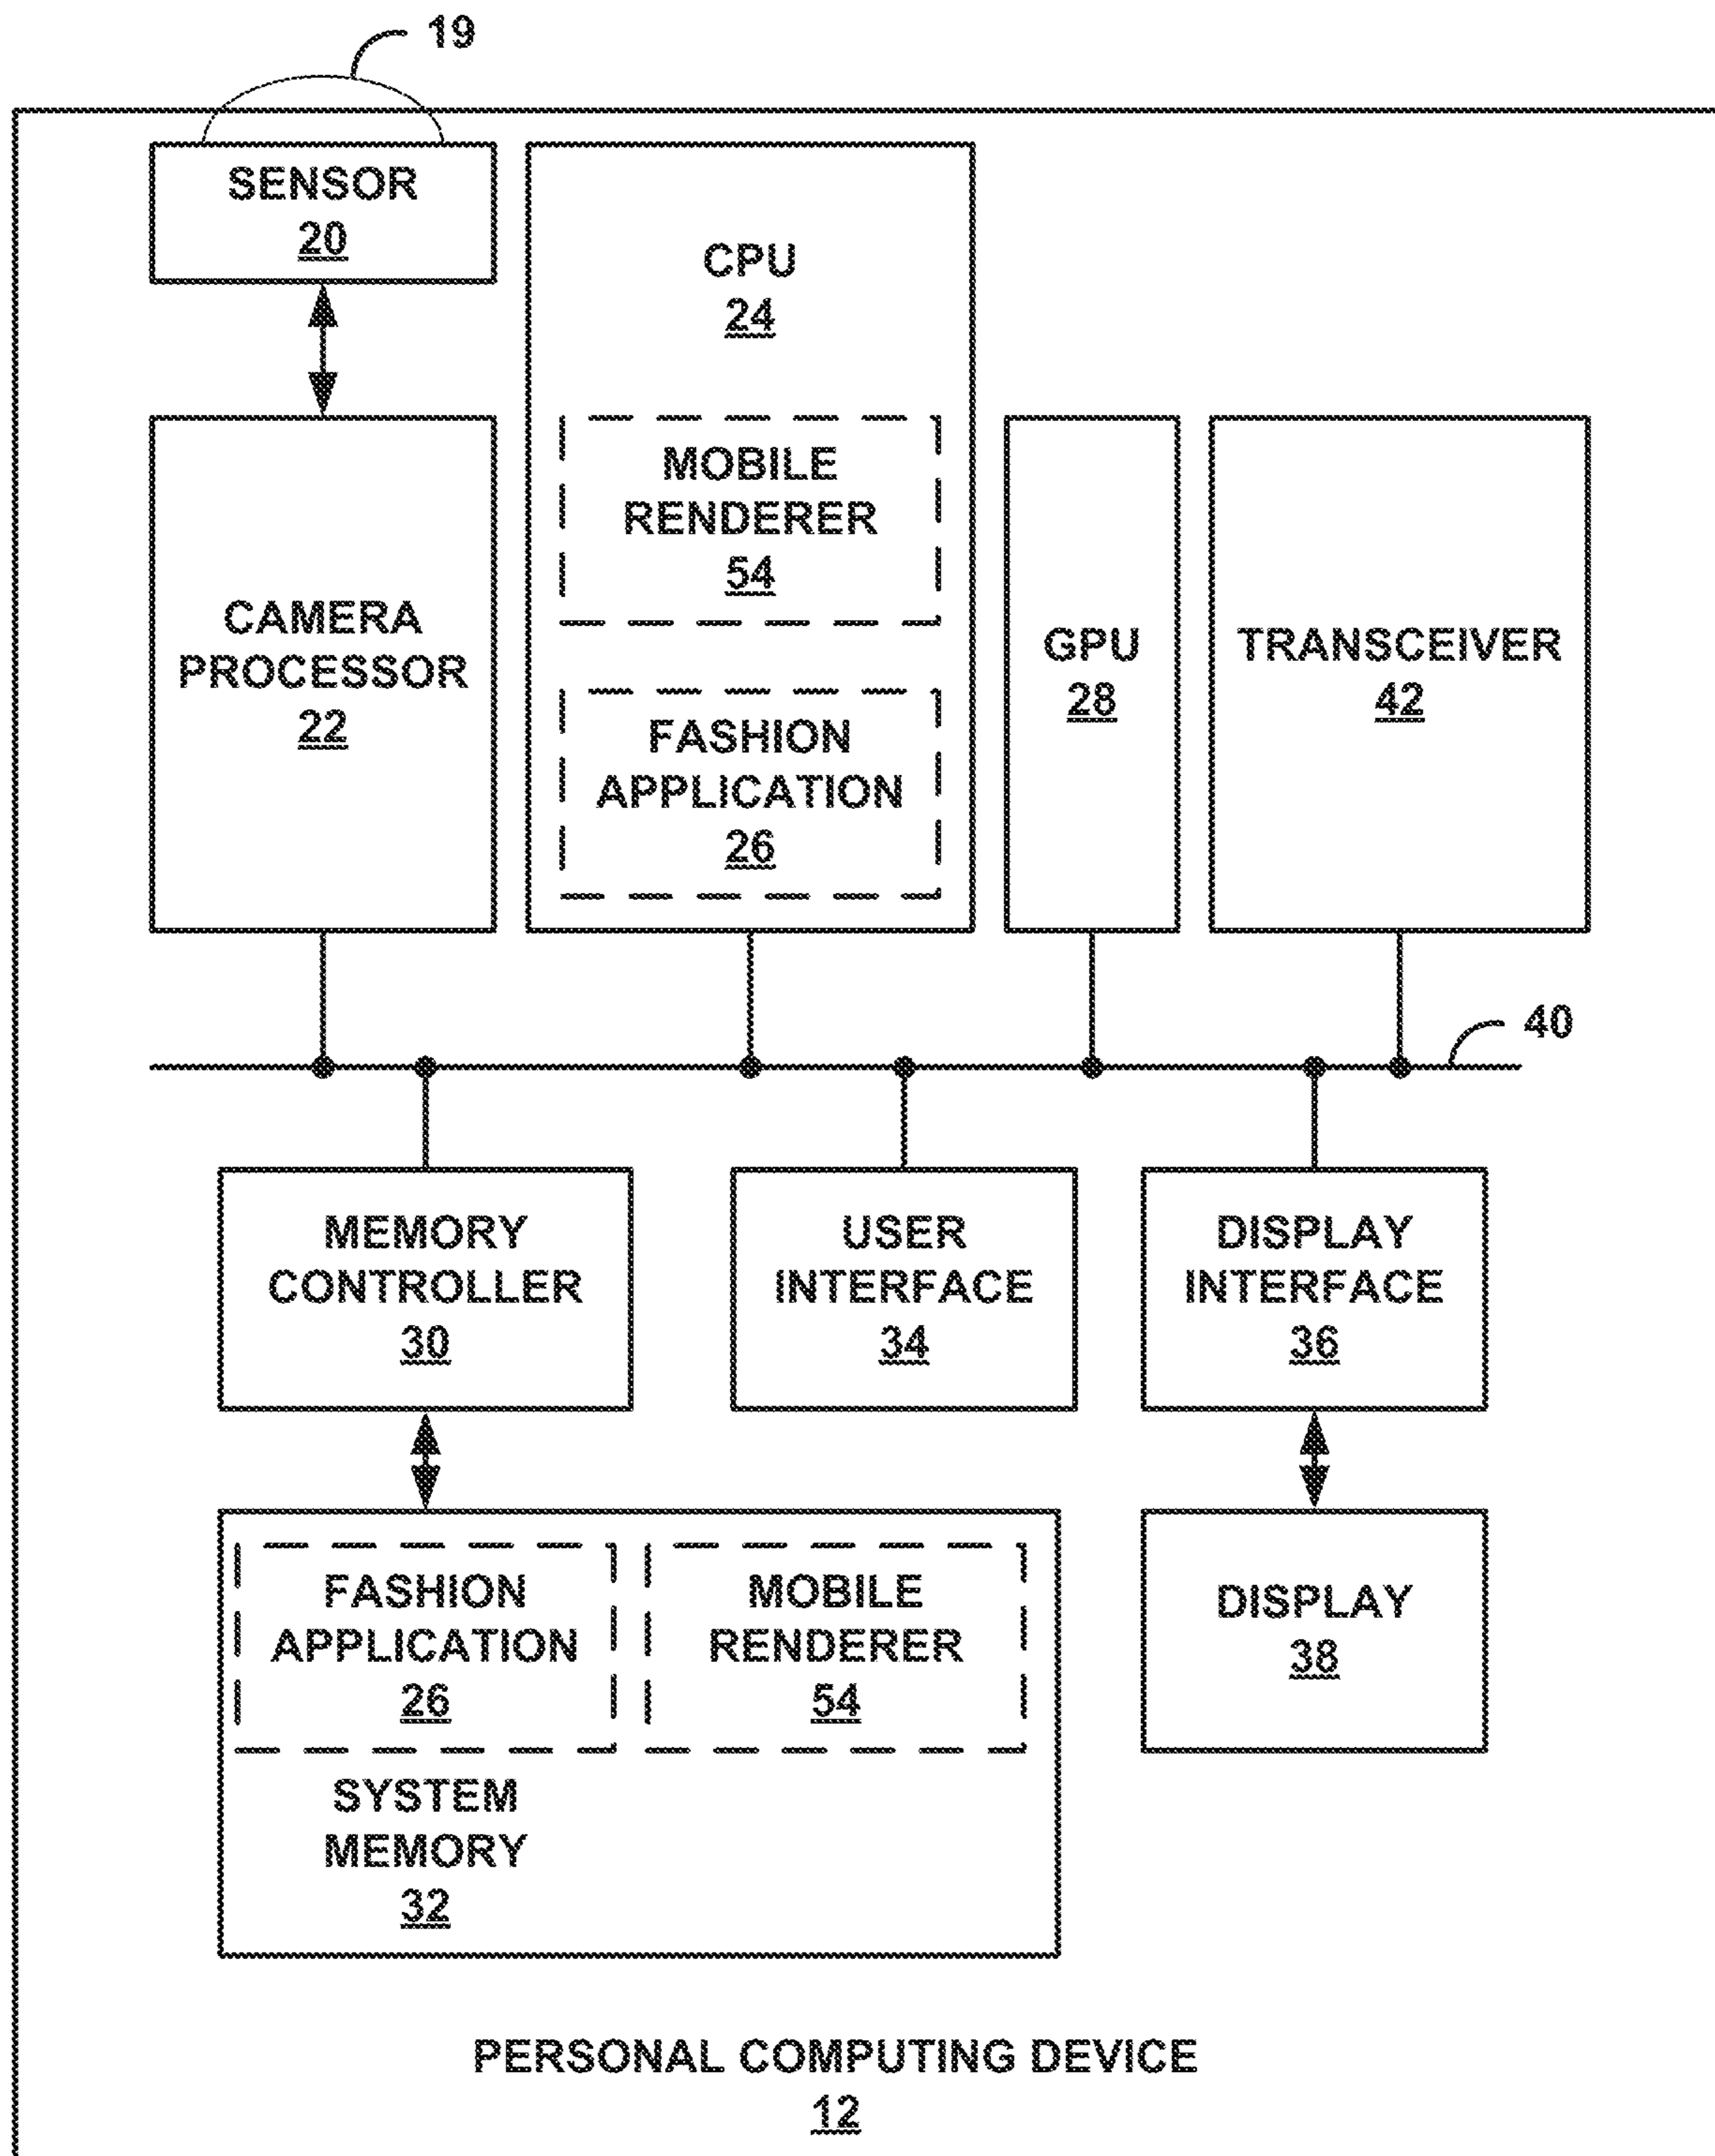 19
SENSOR
20
CPU
24
MOBILE
RENDERER
54
CAMERA
PROCESSOR
22
FASHION
APPLICATION
26
GPU
28
TRANSCEIVER
42
40
MEMORY
CONTROLLER
30
USER
INTERFACE
34
DISPLAY
INTERFACE
36
FASHION
APPLICATION
26
MOBILE
RENDERER
54
SYSTEM
MEMORY
32
DISPLAY
38
PERSONAL COMPUTING DEVICE
12